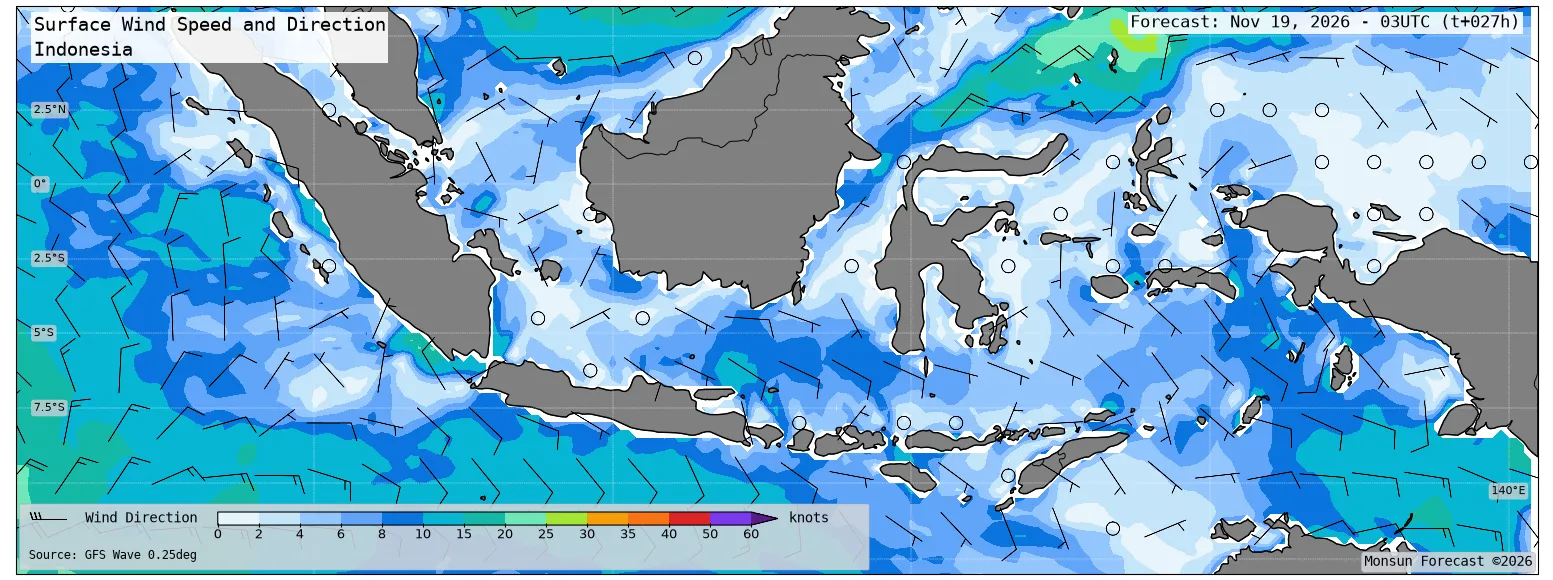 Surface Wind Speed and Direction
Indonesia
Forecast: Nov 19, 2026 - 03UTC (t+027h)
2.5°N
0°
2.5°S
5°S
7.5°S
140°E
Wind Direction
0 2 4 6 8 10 15 20 25 30 35 40 50 60 knots
Source: GFS Wave 0.25deg
Monsun Forecast ©2026